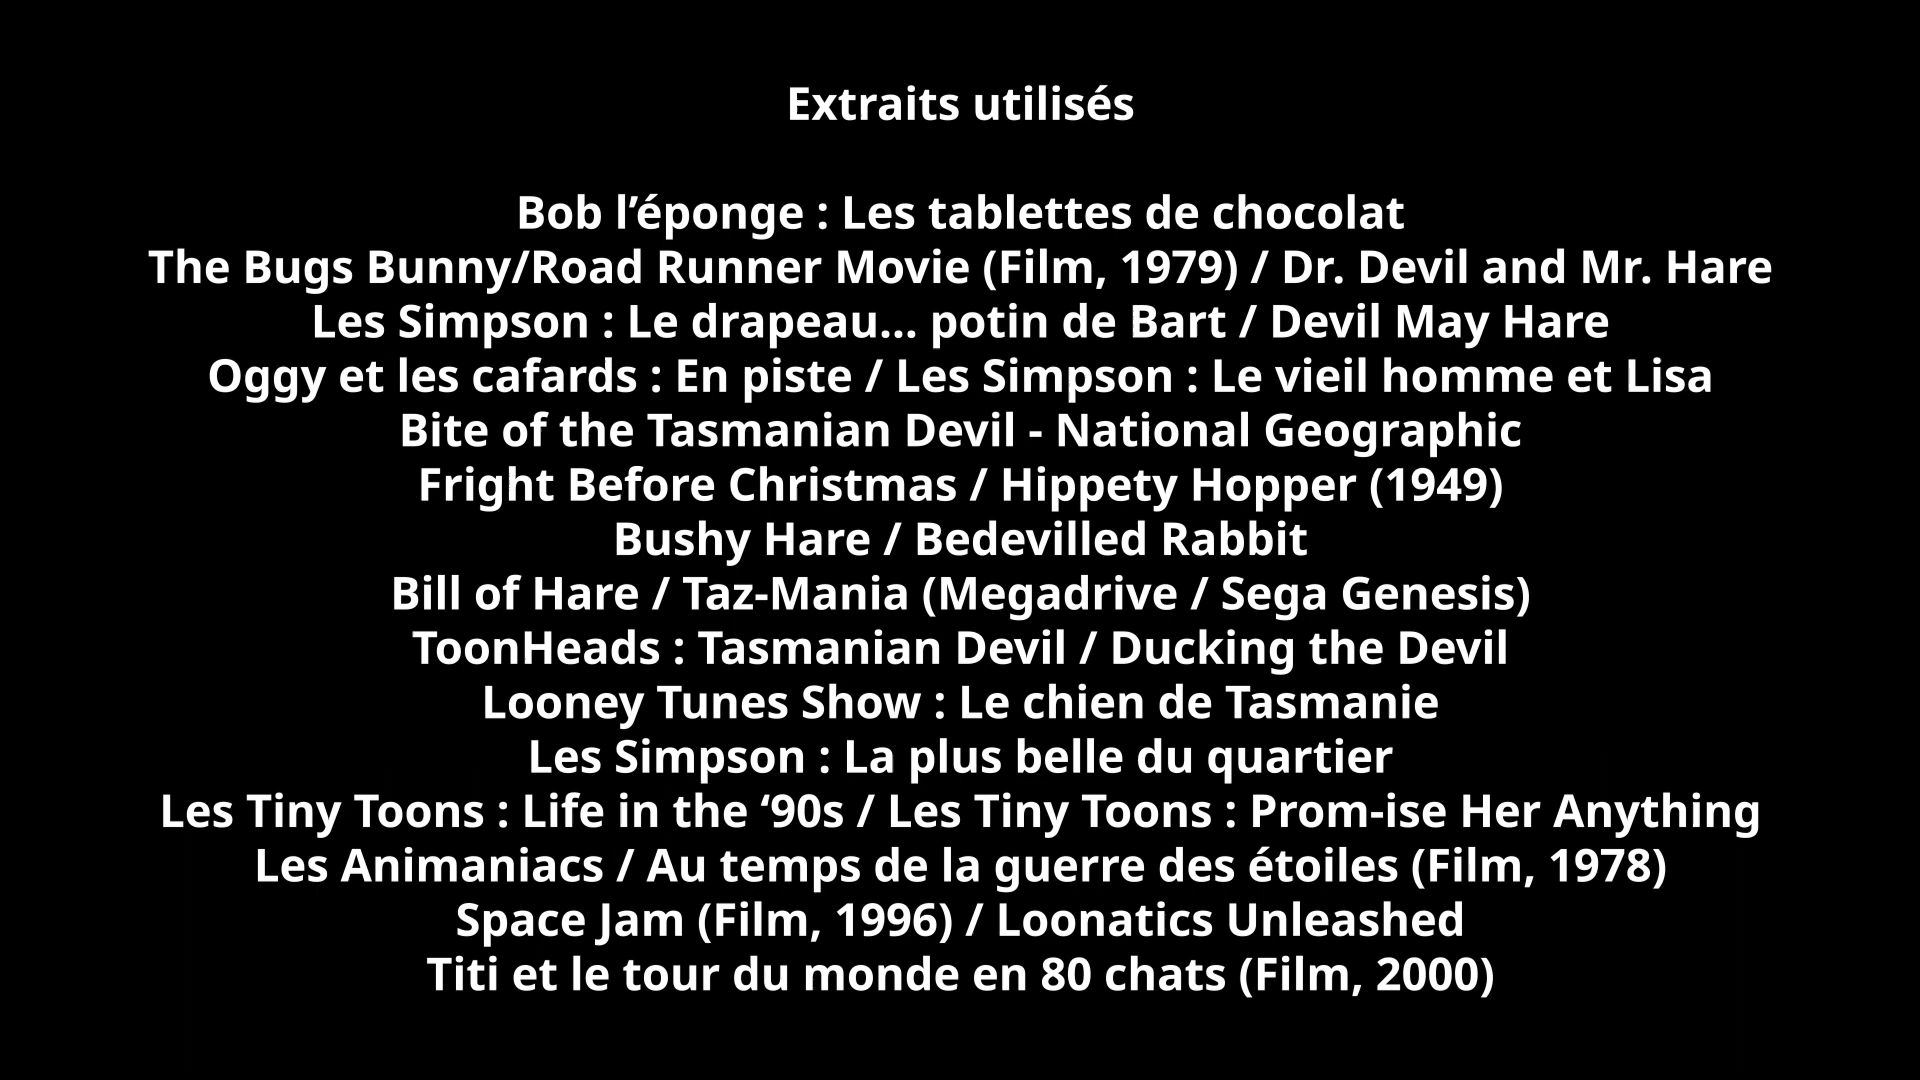 Extraits utilisés
Bob l’éponge : Les tablettes de chocolat
The Bugs Bunny/Road Runner Movie (Film, 1979) / Dr. Devil and Mr. Hare
Les Simpson : Le drapeau... potin de Bart / Devil May Hare
Oggy et les cafards : En piste / Les Simpson : Le vieil homme et Lisa
Bite of the Tasmanian Devil - National Geographic
Fright Before Christmas / Hippety Hopper (1949)
Bushy Hare / Bedevilled Rabbit
Bill of Hare / Taz-Mania (Megadrive / Sega Genesis)
ToonHeads : Tasmanian Devil / Ducking the Devil
Looney Tunes Show : Le chien de Tasmanie
Les Simpson : La plus belle du quartier
Les Tiny Toons : Life in the ‘90s / Les Tiny Toons : Prom-ise Her Anything
Les Animaniacs / Au temps de la guerre des étoiles (Film, 1978)
Space Jam (Film, 1996) / Loonatics Unleashed
Titi et le tour du monde en 80 chats (Film, 2000)